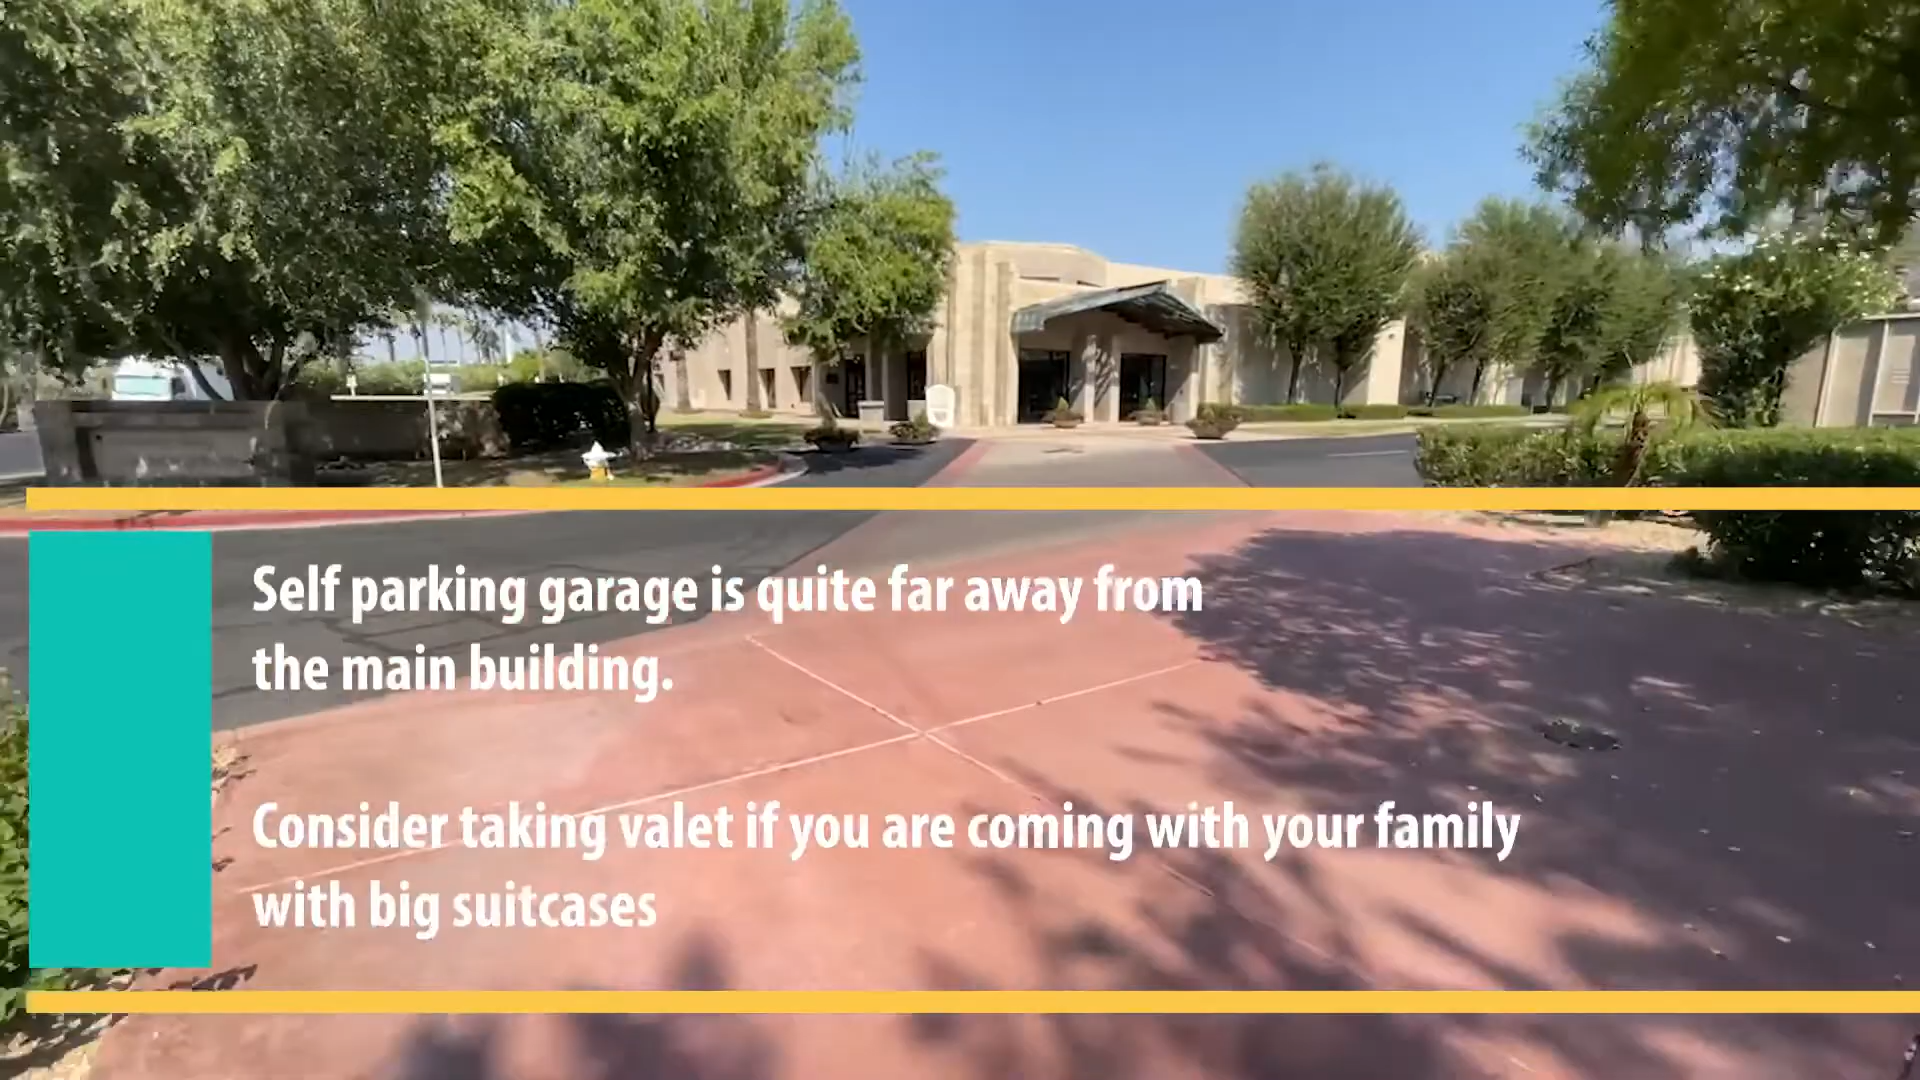 Self parking garage is quite far away from
the main building.
Consider taking valet if you are coming with your family
with big suitcases